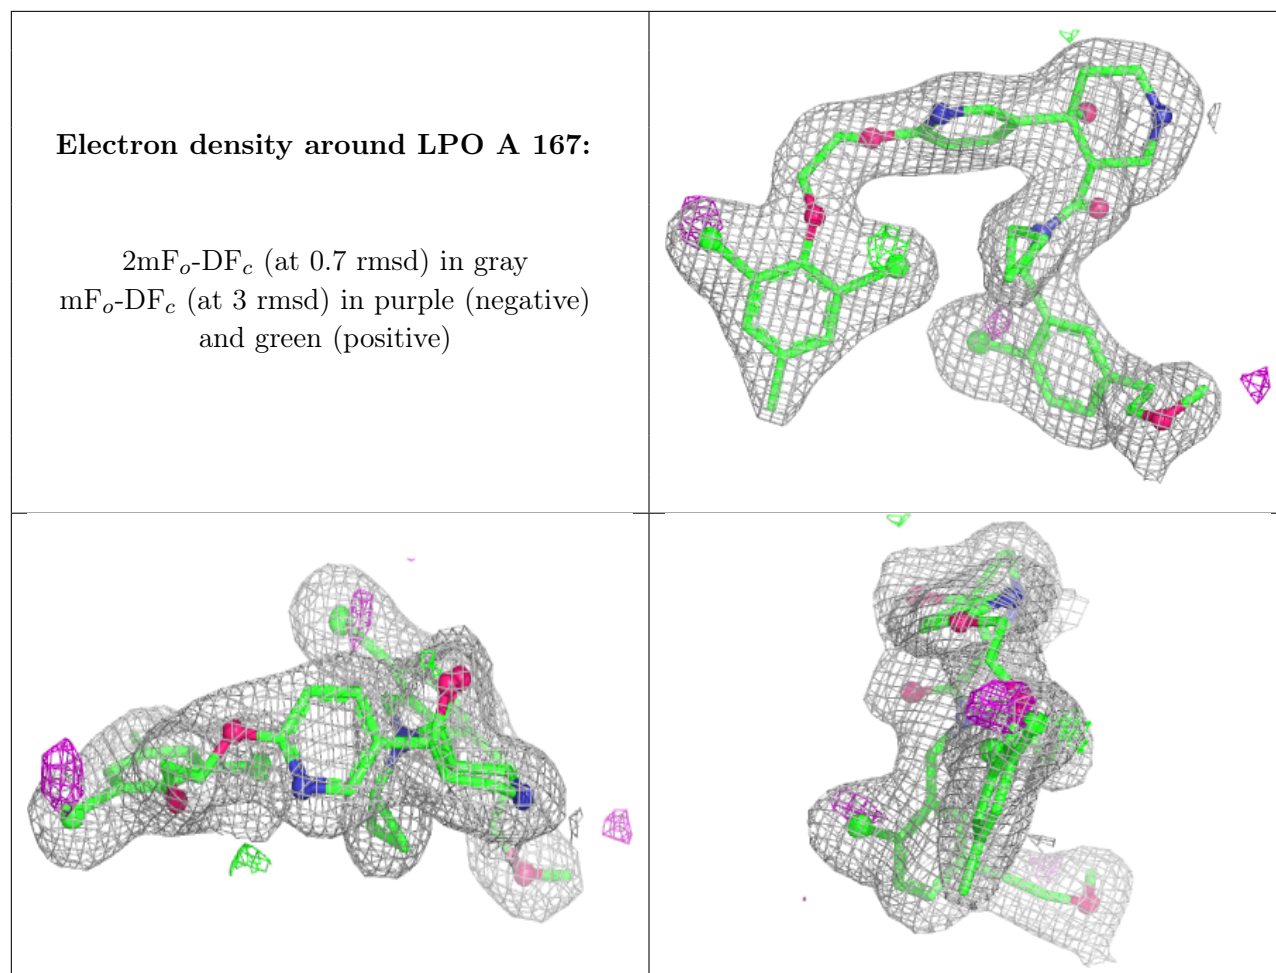 Electron density around LPO A 167:
2mFo-DFc (at 0.7 rmsd) in gray
mFo-DFc (at 3 rmsd) in purple (negative)
and green (positive)